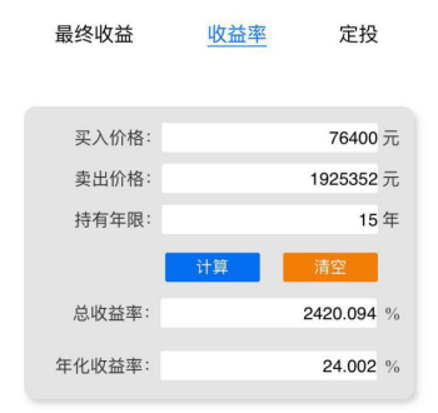 最终收益 收益率 定投
买入价格: 76400 元
卖出价格: 1925352 元
持有年限: 15 年
计算 清空
总收益率: 2420.094 %
年化收益率: 24.002 %